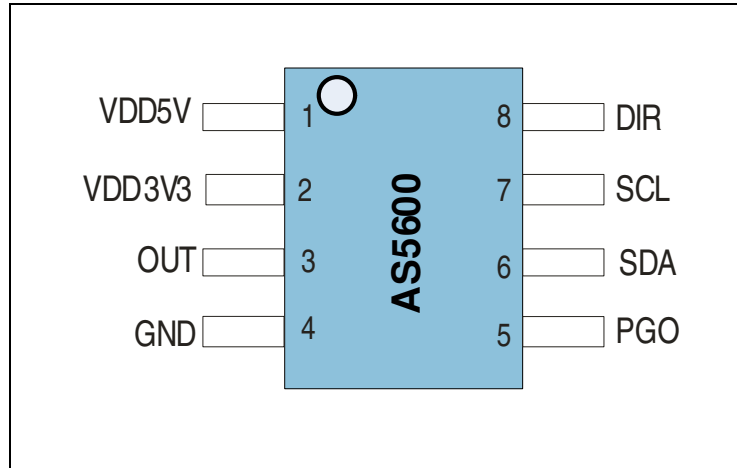 VDD5V 1 8 DIR
VDD3V3 2 7 SCL
OUT 3 6 SDA
GND 4 5 PGO
AS5600